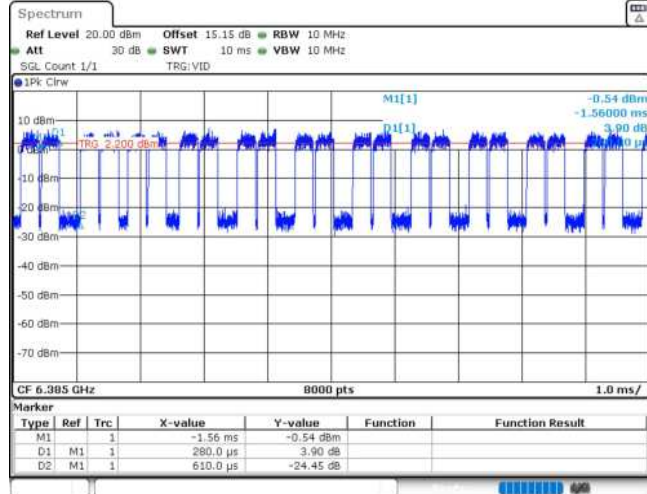 Spectrum
Ref Level 20.00 dBm Offset 15.15 dB RBW 10 MHz
Att 30 dB SWT 10 ms VBW 10 MHz
SGL Count 1/1 TRG:VID
1Pk Clrw
M1[1] -0.54 dBm
-1.56000 ms
10 dBm D1 D1[1] 3.90 dB
0 dBm TRG 2.200 dBm
-10 dBm
-20 dBm
-30 dBm
-40 dBm
-50 dBm
-60 dBm
-70 dBm
CF 6.385 GHz 8000 pts 1.0 ms/
Marker
Type Ref Trc X-value Y-value Function Function Result
M1 1 -1.56 ms -0.54 dBm
D1 M1 1 280.0 µs 3.90 dB
D2 M1 1 610.0 µs -24.45 dB